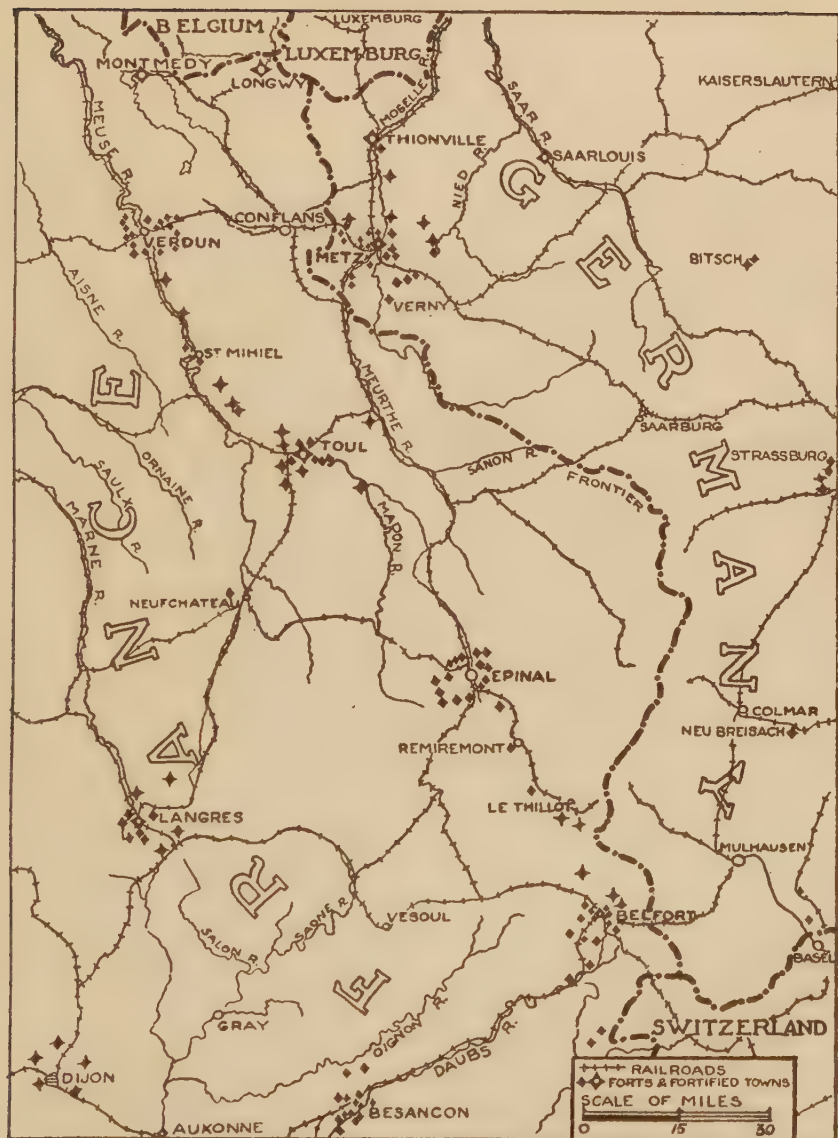 BELGIUM
LUXEMBURG
LUXEMBURG
MONTMEDY
LONGWY
MOSELLE R.
KAISERSLAUTERN
MEUSE R.
THIONVILLE
SAAR R.
NIED R.
SAARLOUIS
VERDUN
CONFLANS
METZ
BITSCH
AISNE R.
VERNY
ST. MIHIEL
MEURTHE R.
SAARBURG
TOUL
SANON R.
STRASSBURG
FRONTIER
ORNAINE R.
SAULX R.
MARNE R.
MADON R.
NEUFCHATEAU
EPINAL
COLMAR
NEU BREISACH
REMIREMONT
LE THILLOT
LANGRES
MULHAUSEN
VESOUL
BELFORT
SALON R.
SAONE R.
BASEL
GRAY
OIGNON R.
DAUBS R.
SWITZERLAND
DIJON
BESANCON
AUXONNE
FRANCE
GERMANY
RAILROADS
FORTS & FORTIFIED TOWNS
SCALE OF MILES
0 15 30